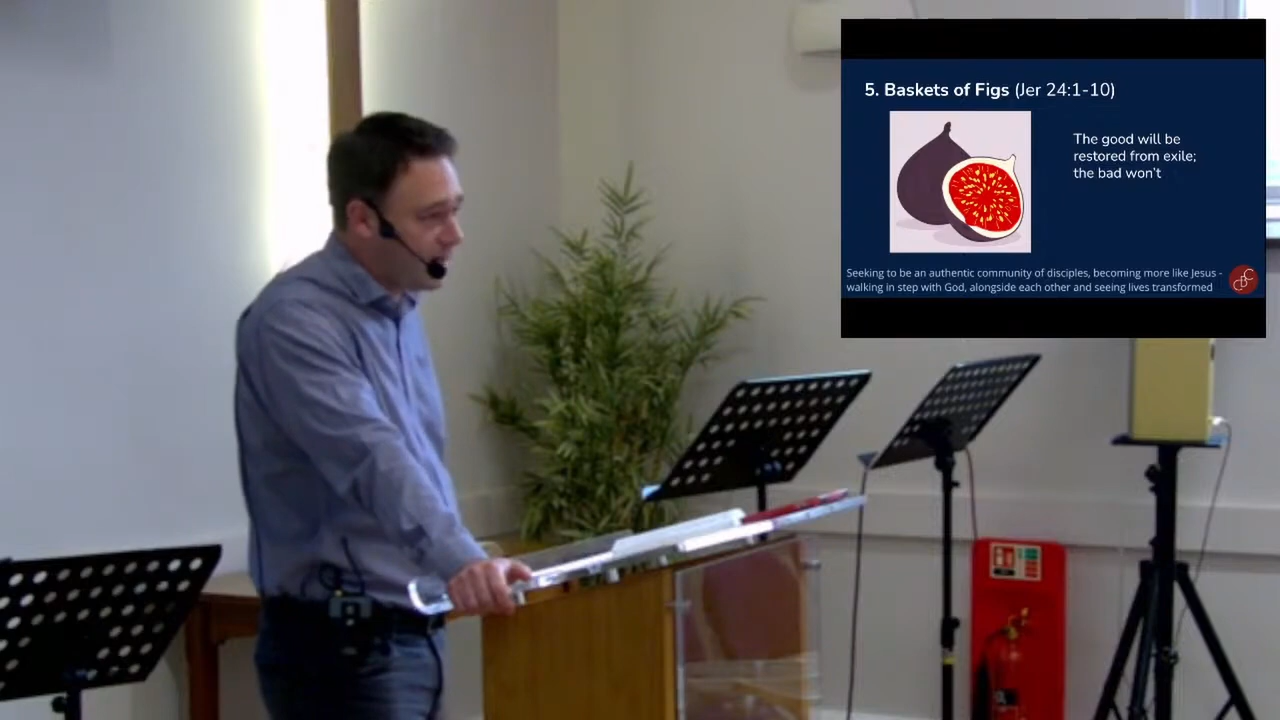 5. Baskets of Figs (Jer 24:1-10)
The good will be
restored from exile;
the bad won't
Seeking to be an authentic community of disciples, becoming more like Jesus -
walking in step with God, alongside each other and seeing lives transformed
CBC